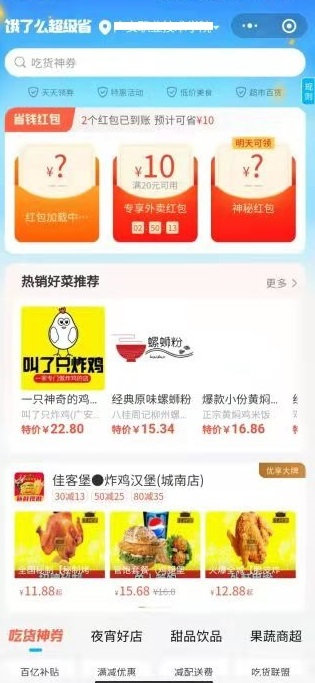 饿了么超级省
吃货神券
天天领券
特惠活动
低价美食
超市百货
规则
省钱红包
2个红包已到账 预计可省¥10
明天可领
¥?
¥10
¥?
满20元可用
红包加载中…
专享外卖红包
神秘红包
02:50:13
热销好菜推荐
更多 >
叫了只炸鸡
一家专门做炸鸡的店
螺蛳粉
一只神奇的鸡...
经典原味螺蛳粉
爆款小份黄焖...
叫了只炸鸡(广安...
八桂周记柳州螺...
正宗黄焖鸡米饭
特价¥22.80
特价¥15.34
特价¥16.86
优享大牌
佳客堡●炸鸡汉堡(城南店)
30减13
50减25
80减35
¥11.88起
¥15.68 ¥16.8
¥12.88起
吃货神券
夜宵好店
甜品饮品
果蔬商超
百亿补贴
满减优惠
减配送费
吃货联盟